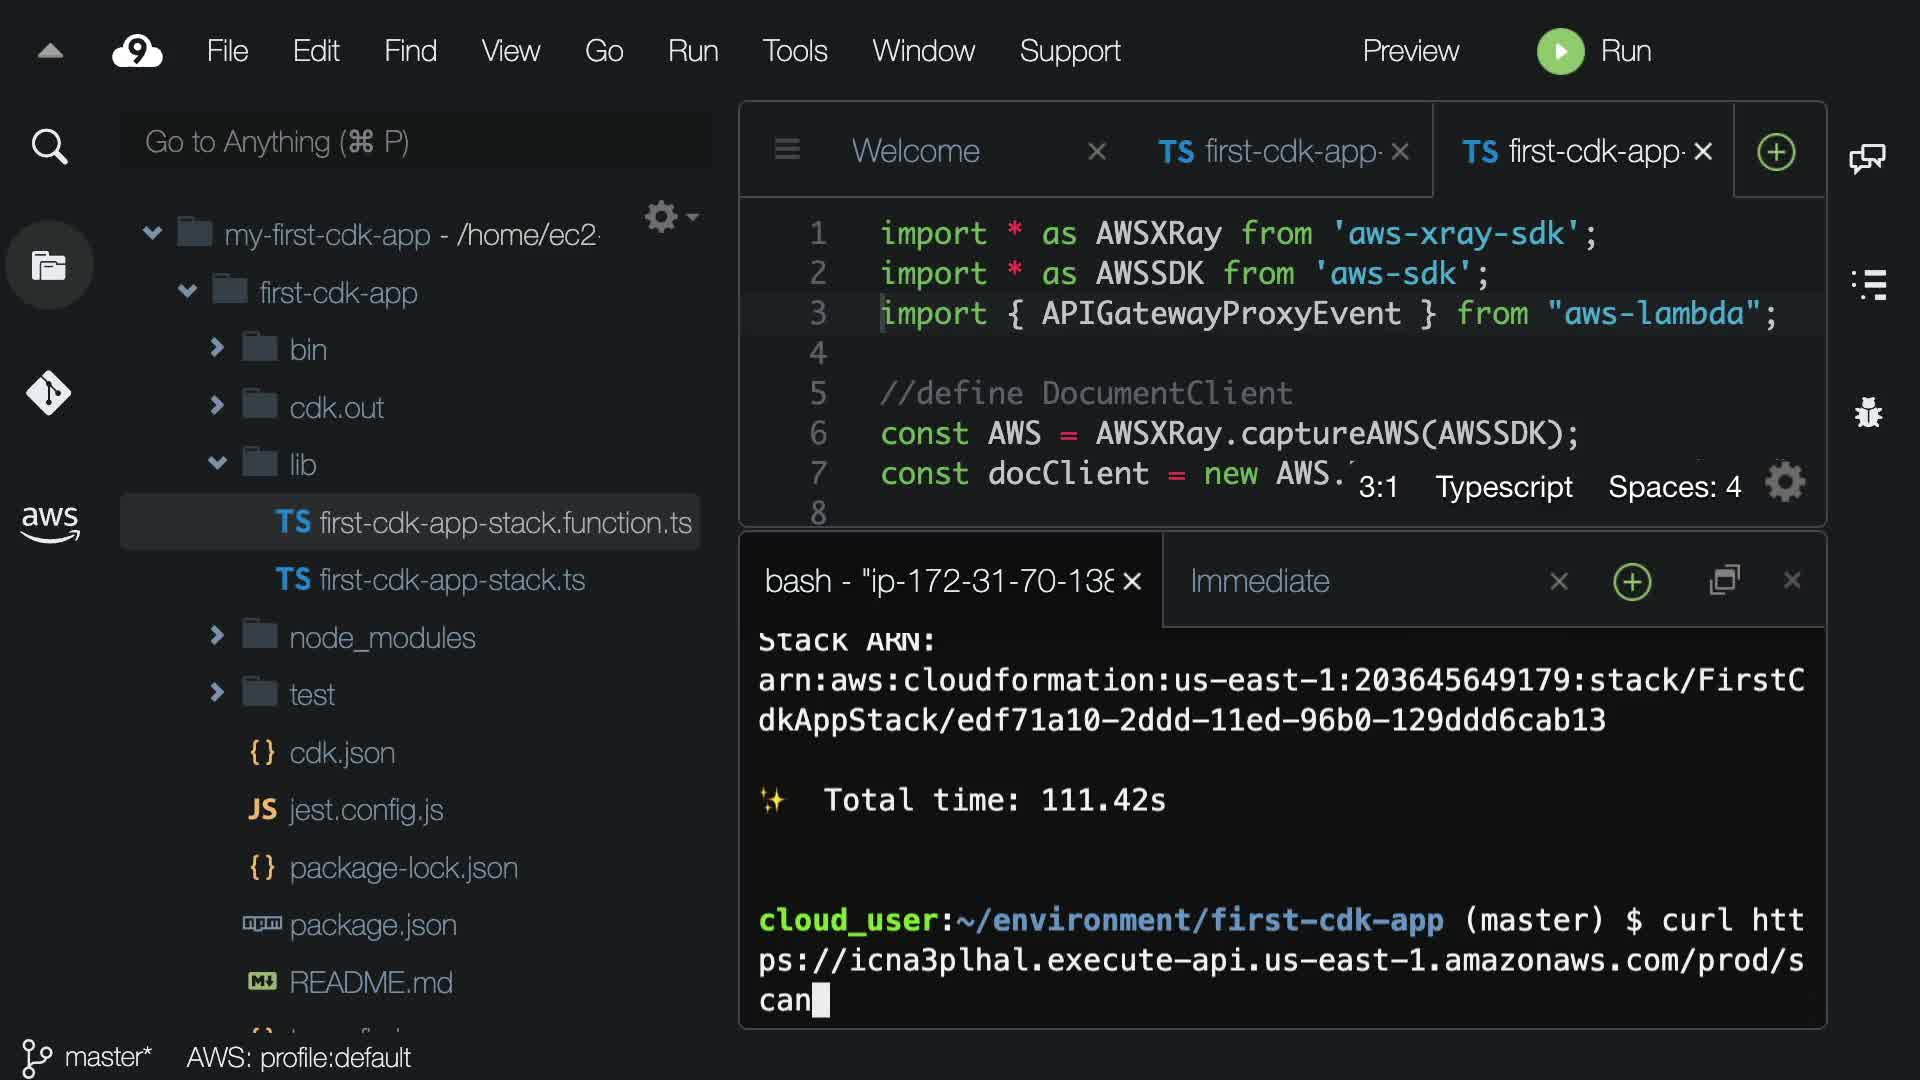 File Edit Find View Go Run Tools Window Support Preview Run
Go to Anything (⌘ P)
my-first-cdk-app - /home/ec2
first-cdk-app
bin
cdk.out
lib
TS first-cdk-app-stack.function.ts
TS first-cdk-app-stack.ts
node_modules
test
{} cdk.json
JS jest.config.js
{} package-lock.json
package.json
README.md
aws
Welcome
TS first-cdk-app-
TS first-cdk-app-
1 import * as AWSXRay from 'aws-xray-sdk';
2 import * as AWSSDK from 'aws-sdk';
3 import { APIGatewayProxyEvent } from "aws-lambda";
4
5 //define DocumentClient
6 const AWS = AWSXRay.captureAWS(AWSSDK);
7 const docClient = new AWS.
8
3:1 Typescript Spaces: 4
bash - "ip-172-31-70-138
Immediate
Stack ARN:
arn:aws:cloudformation:us-east-1:203645649179:stack/FirstC
dkAppStack/edf71a10-2ddd-11ed-96b0-129ddd6cab13
✨ Total time: 111.42s
cloud_user:~/environment/first-cdk-app (master) $ curl htt
ps://icna3plhal.execute-api.us-east-1.amazonaws.com/prod/s
can
master* AWS: profile:default